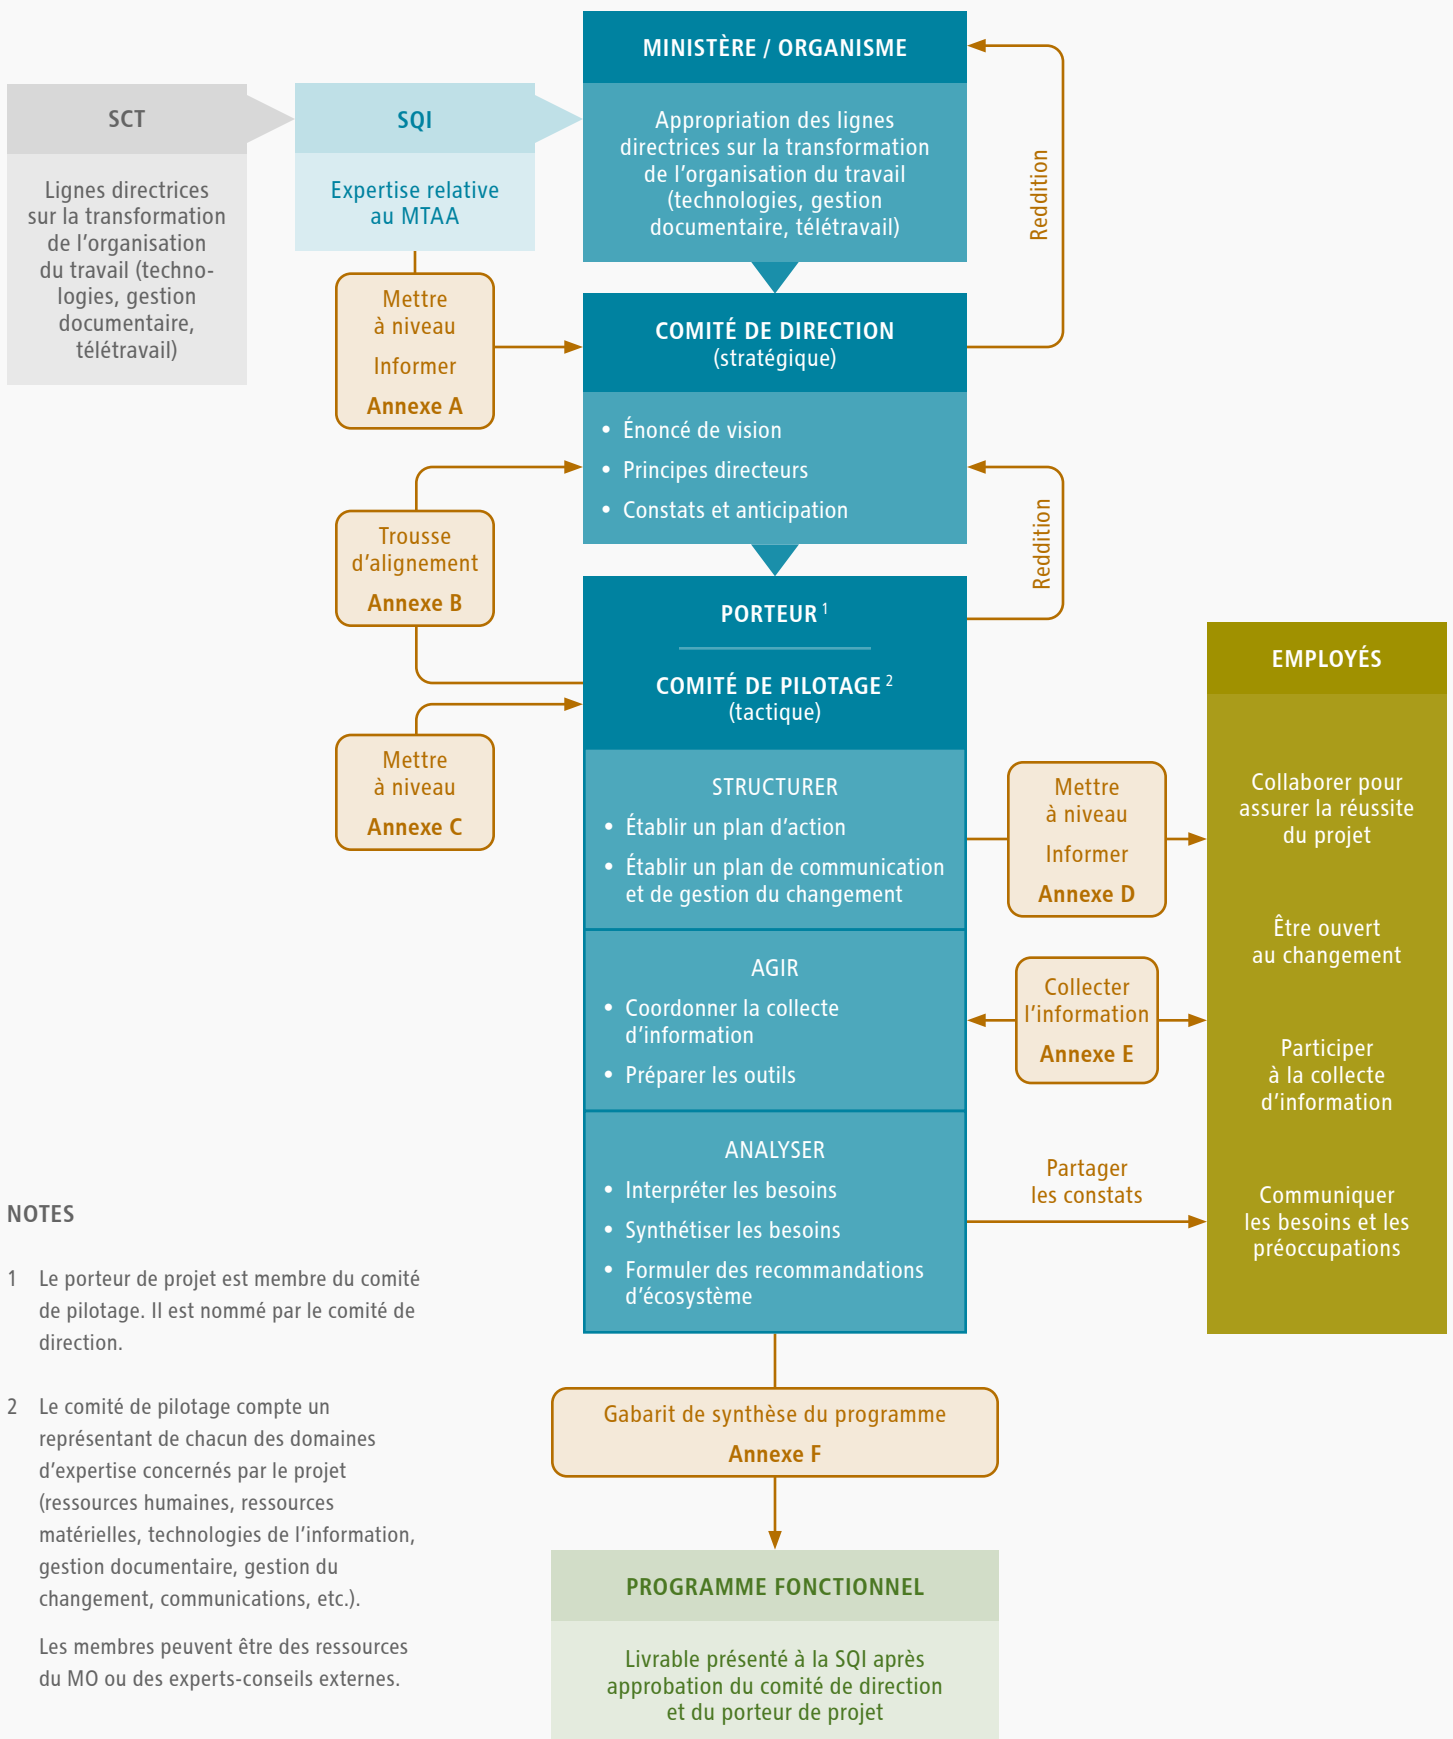 MINISTÈRE / ORGANISME
Appropriation des lignes
directrices sur la transformation
de l’organisation du travail
(technologies, gestion
documentaire, télétravail)
SCT
Lignes directrices
sur la transformation
de l’organisation
du travail (techno-
logies, gestion
documentaire,
télétravail)
SQI
Expertise relative
au MTAA
Mettre
à niveau
Informer
Annexe A
Reddition
COMITÉ DE DIRECTION
(stratégique)
• Énoncé de vision
• Principes directeurs
• Constats et anticipation
Trousse
d’alignement
Annexe B
Reddition
PORTEUR 1
COMITÉ DE PILOTAGE 2
(tactique)
Mettre
à niveau
Annexe C
STRUCTURER
• Établir un plan d’action
• Établir un plan de communication
et de gestion du changement
AGIR
• Coordonner la collecte
d’information
• Préparer les outils
ANALYSER
• Interpréter les besoins
• Synthétiser les besoins
• Formuler des recommandations
d’écosystème
Mettre
à niveau
Informer
Annexe D
Collecter
l’information
Annexe E
Partager
les constats
EMPLOYÉS
Collaborer pour
assurer la réussite
du projet
Être ouvert
au changement
Participer
à la collecte
d’information
Communiquer
les besoins et les
préoccupations
NOTES
1 Le porteur de projet est membre du comité
de pilotage. Il est nommé par le comité de
direction.
2 Le comité de pilotage compte un
représentant de chacun des domaines
d’expertise concernés par le projet
(ressources humaines, ressources
matérielles, technologies de l’information,
gestion documentaire, gestion du
changement, communications, etc.).
Les membres peuvent être des ressources
du MO ou des experts-conseils externes.
Gabarit de synthèse du programme
Annexe F
PROGRAMME FONCTIONNEL
Livrable présenté à la SQI après
approbation du comité de direction
et du porteur de projet